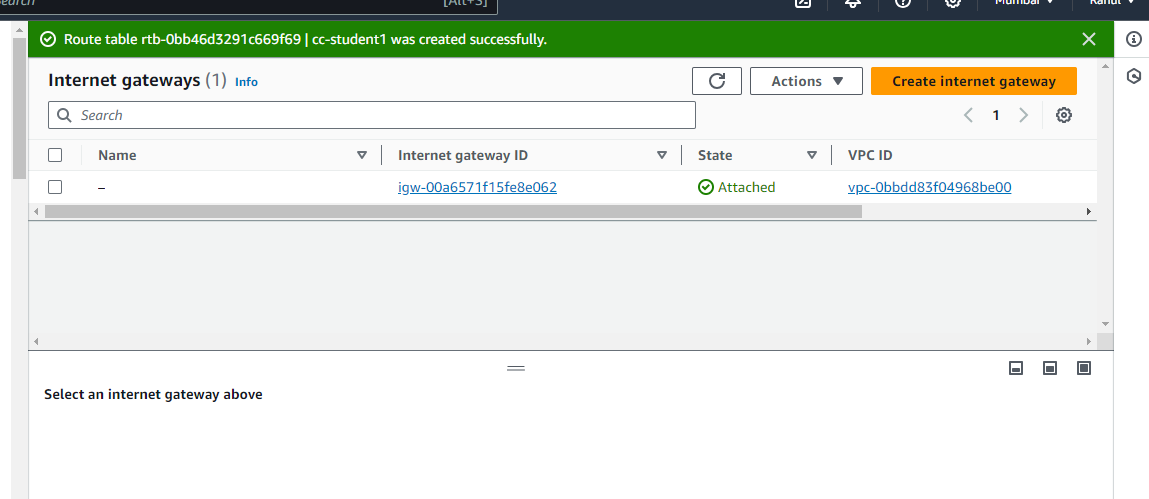 Search [Alt+S] Mumbai Rahul
Route table rtb-0bb46d3291c669f69 | cc-student1 was created successfully.
Internet gateways (1) Info Actions Create internet gateway
Search 1
Name Internet gateway ID State VPC ID
– igw-00a6571f15fe8e062 Attached vpc-0bbdd83f04968be00
Select an internet gateway above